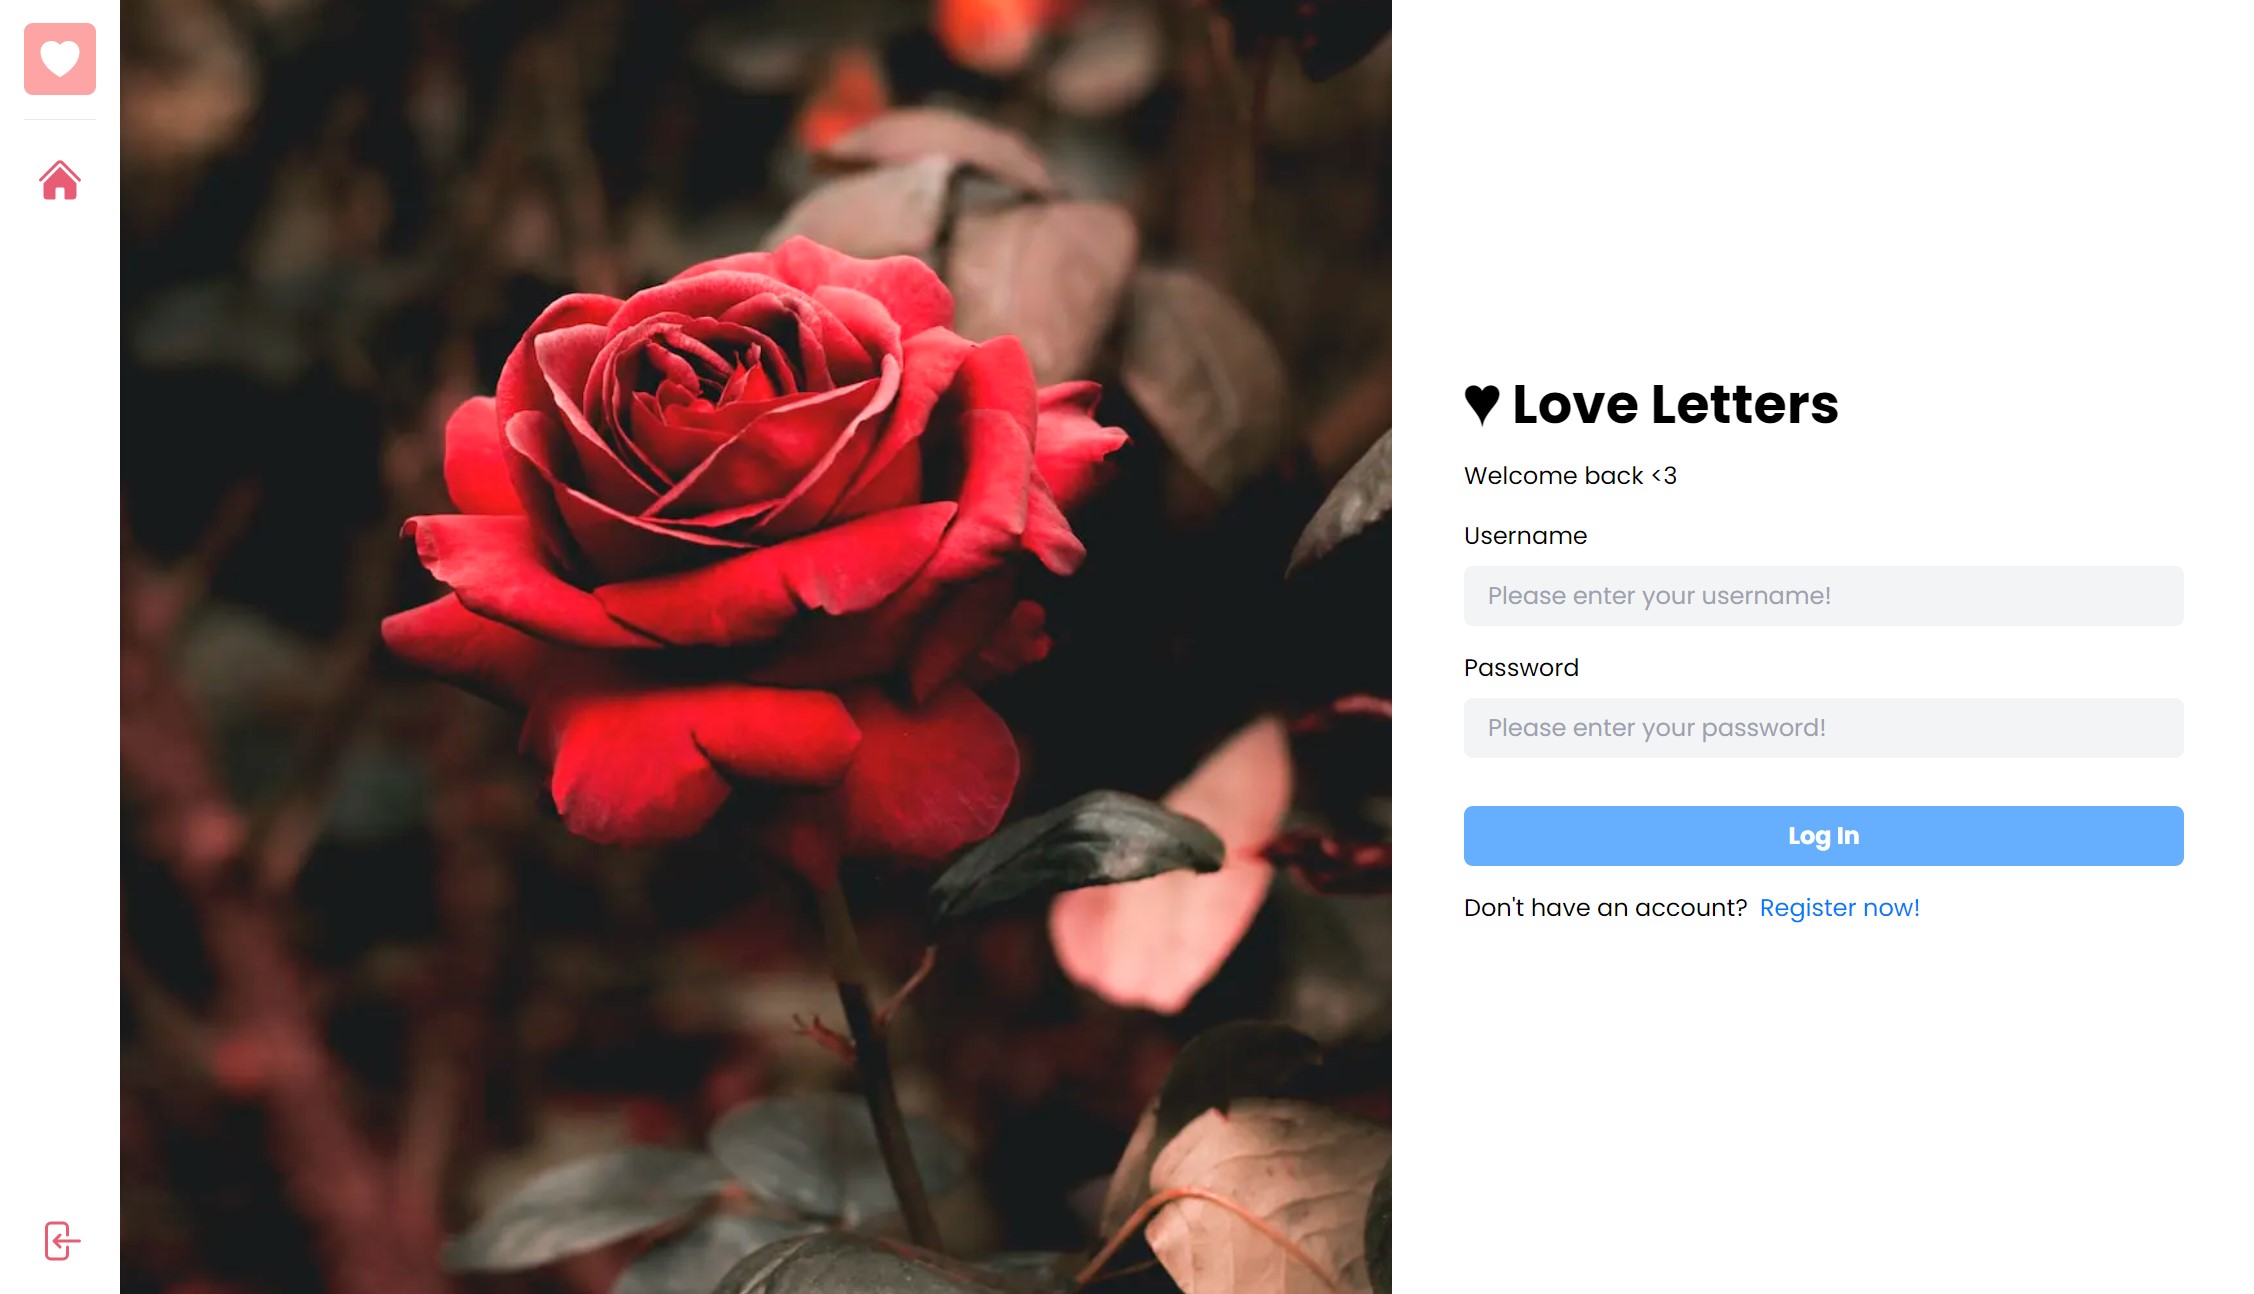 ♥ Love Letters
Welcome back <3
Username
Please enter your username!
Password
Please enter your password!
Log In
Don't have an account? Register now!